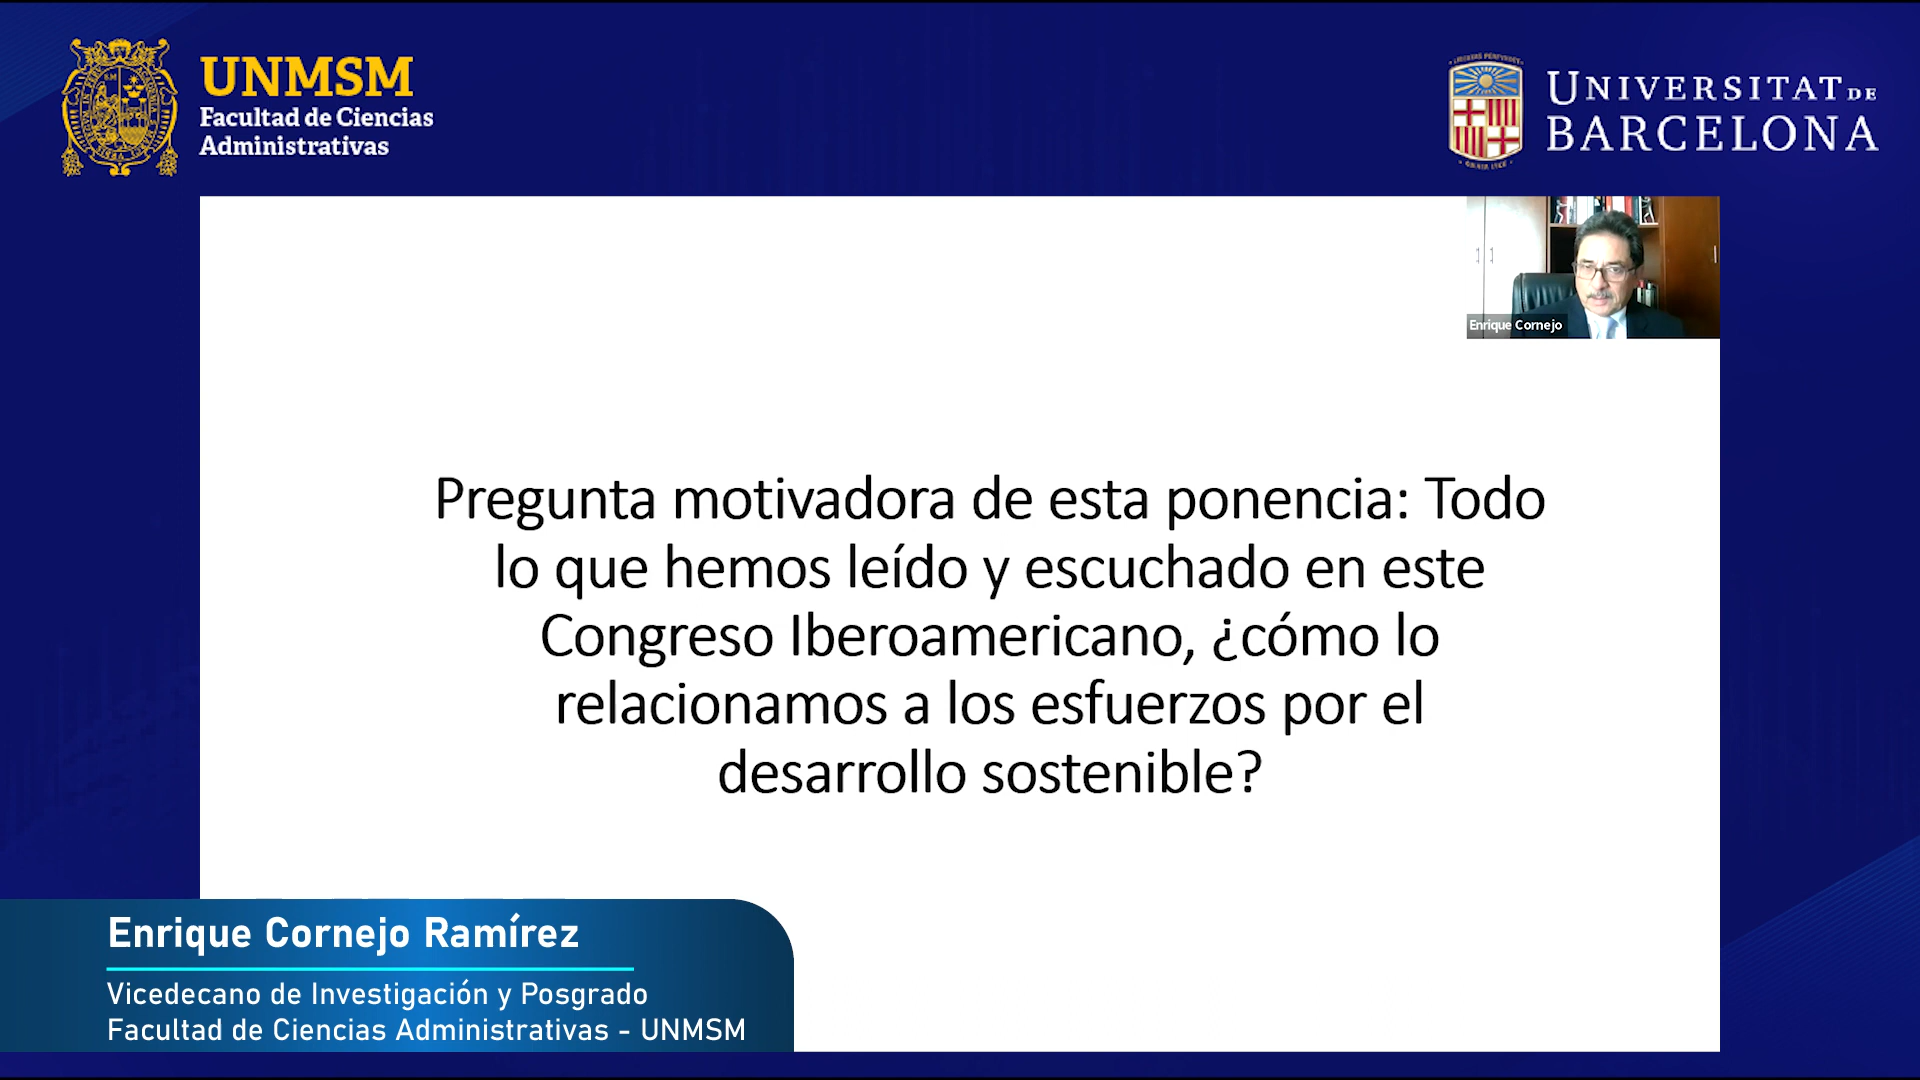 UNMSM
Facultad de Ciencias
Administrativas
UNIVERSITAT DE
BARCELONA
Enrique Cornejo
Pregunta motivadora de esta ponencia: Todo
lo que hemos leído y escuchado en este
Congreso Iberoamericano, ¿cómo lo
relacionamos a los esfuerzos por el
desarrollo sostenible?
Enrique Cornejo Ramírez
Vicedecano de Investigación y Posgrado
Facultad de Ciencias Administrativas - UNMSM